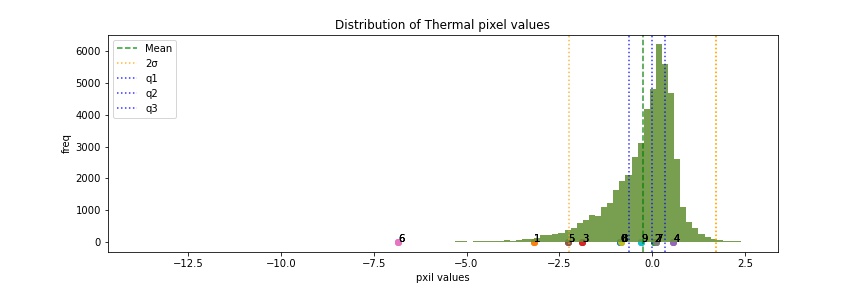 Distribution of Thermal pixel values
Mean
2σ
q1
q2
q3
freq
6000
5000
4000
3000
2000
1000
0
6
1
5
3
9
7
4
−12.5
−10.0
−7.5
−5.0
−2.5
0.0
2.5
pxil values